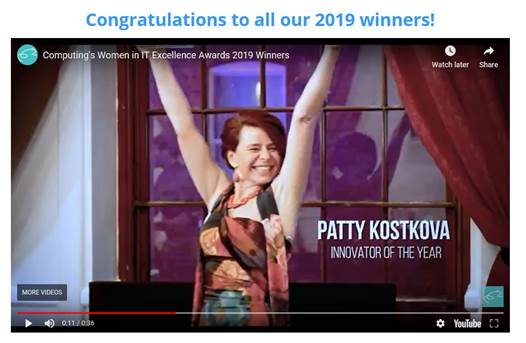 Congratulations to all our 2019 winners!
Computing's Women in IT Excellence Awards 2019 Winners
Watch later
Share
PATTY KOSTKOVA
INNOVATOR OF THE YEAR
MORE VIDEOS
0:11 / 0:36
YouTube